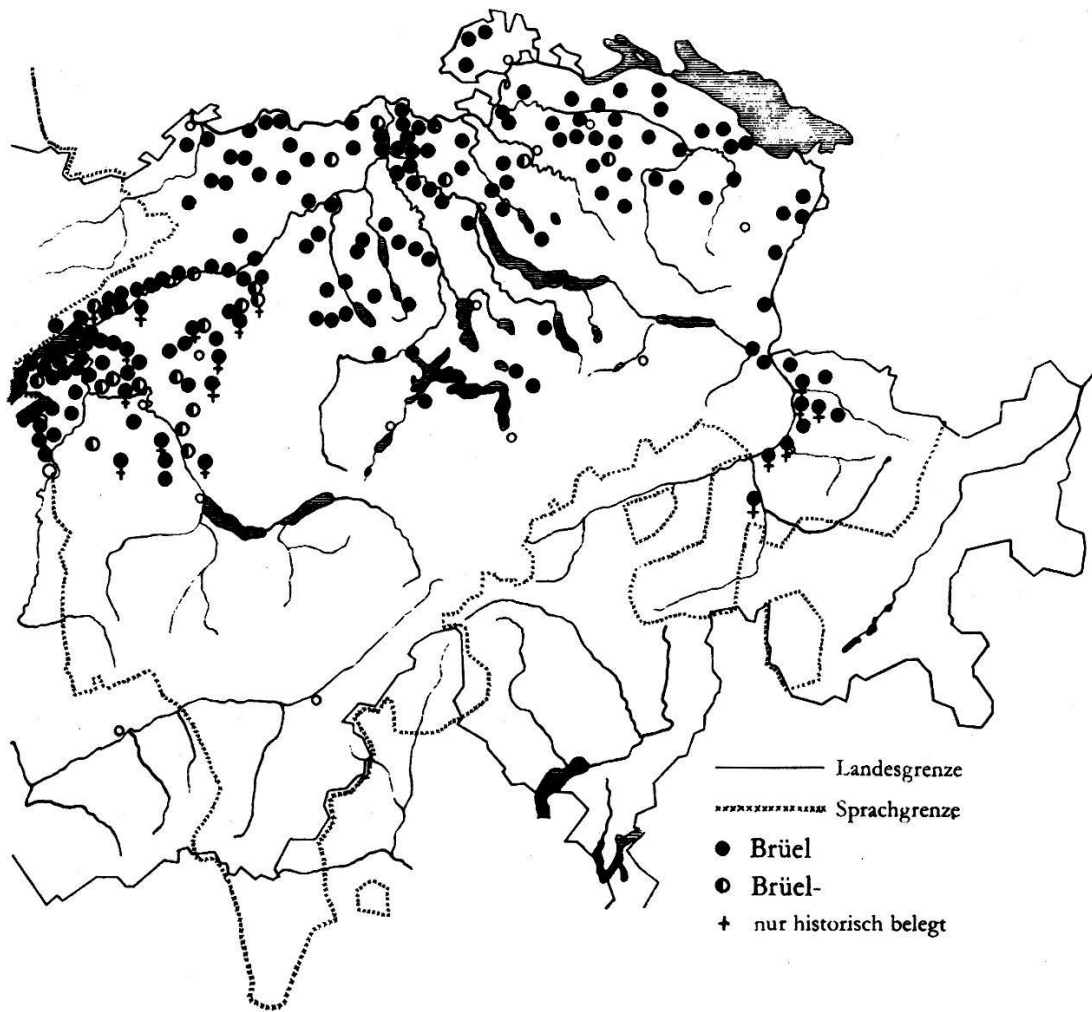 Landesgrenze
Sprachgrenze
Brüel
Brüel-
nur historisch belegt